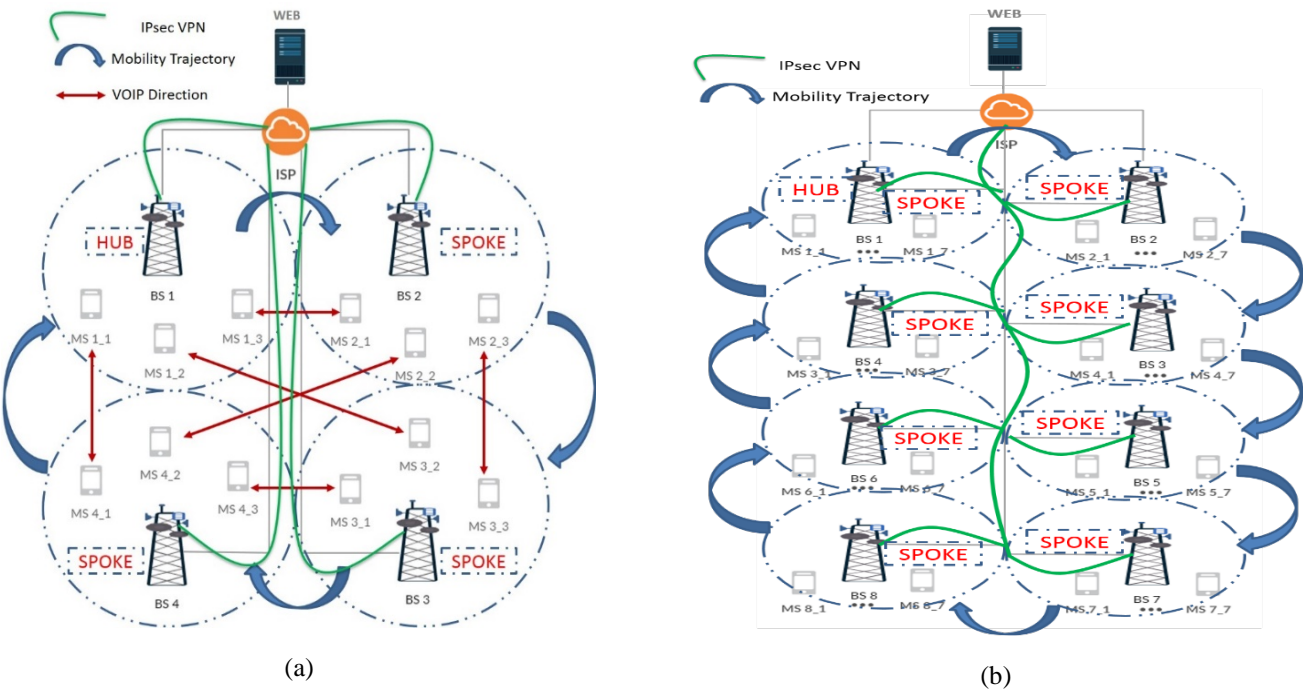 WEB
IPsec VPN
Mobility Trajectory
VOIP Direction
ISP
HUB
SPOKE
BS 1
BS 2
MS 1_1
MS 1_2
MS 1_3
MS 2_1
MS 2_2
MS 2_3
MS 4_1
MS 4_2
MS 4_3
MS 3_1
MS 3_2
MS 3_3
SPOKE
SPOKE
BS 4
BS 3
(a)
WEB
IPsec VPN
Mobility Trajectory
ISP
HUB
SPOKE
SPOKE
MS 1_1
BS 1
MS 1_7
MS 2_1
BS 2
MS 2_7
SPOKE
SPOKE
MS 3_1
BS 4
MS 3_7
MS 4_1
BS 3
MS 4_7
SPOKE
SPOKE
MS 6_1
BS 6
MS 6_7
MS 5_1
BS 5
MS 5_7
SPOKE
SPOKE
MS 8_1
BS 8
MS 8_7
MS 7_1
BS 7
MS 7_7
(b)